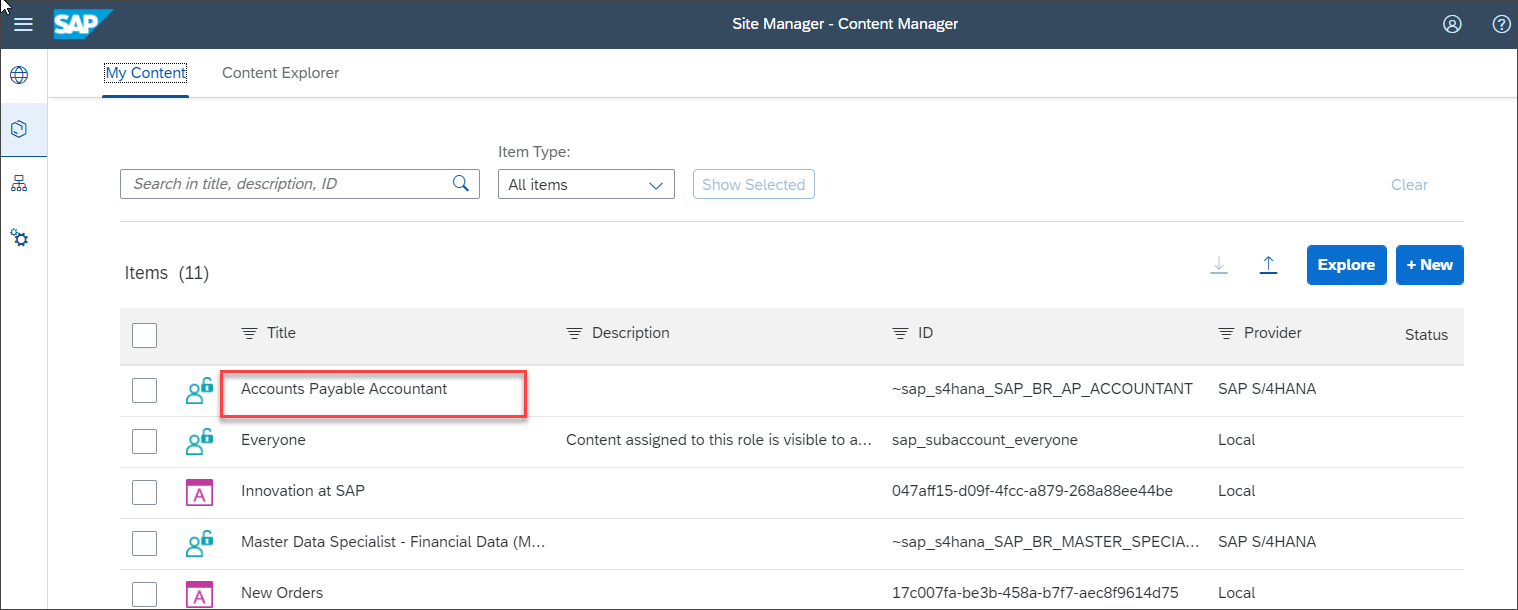 SAP
Site Manager - Content Manager
?
My Content
Content Explorer
Item Type:
Search in title, description, ID
All items
Show Selected
Clear
Items (11)
Explore
+ New
Title
Description
ID
Provider
Status
Accounts Payable Accountant
~sap_s4hana_SAP_BR_AP_ACCOUNTANT
SAP S/4HANA
Everyone
Content assigned to this role is visible to a...
sap_subaccount_everyone
Local
A
Innovation at SAP
047aff15-d09f-4fcc-a879-268a88ee44be
Local
Master Data Specialist - Financial Data (M...
~sap_s4hana_SAP_BR_MASTER_SPECIA...
SAP S/4HANA
A
New Orders
17c007fa-be3b-458a-b7f7-aec8f9614d75
Local